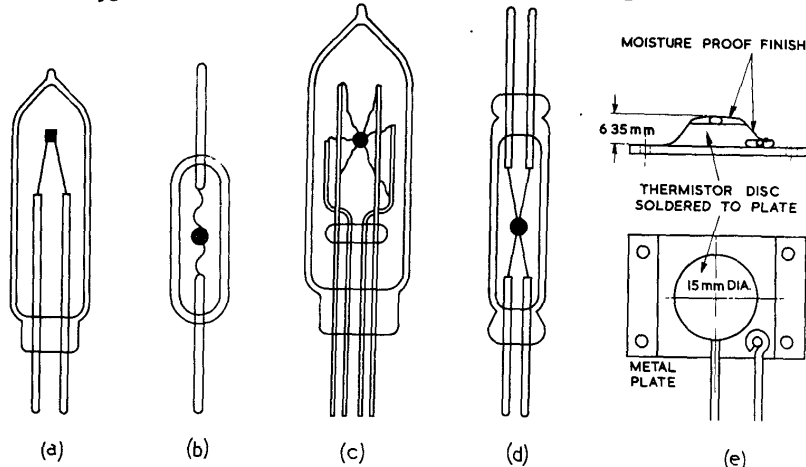 MOISTURE PROOF FINISH
6 35 mm
THERMISTOR DISC
SOLDERED TO PLATE
15 mm DIA.
METAL
PLATE
(a)
(b)
(c)
(d)
(e)